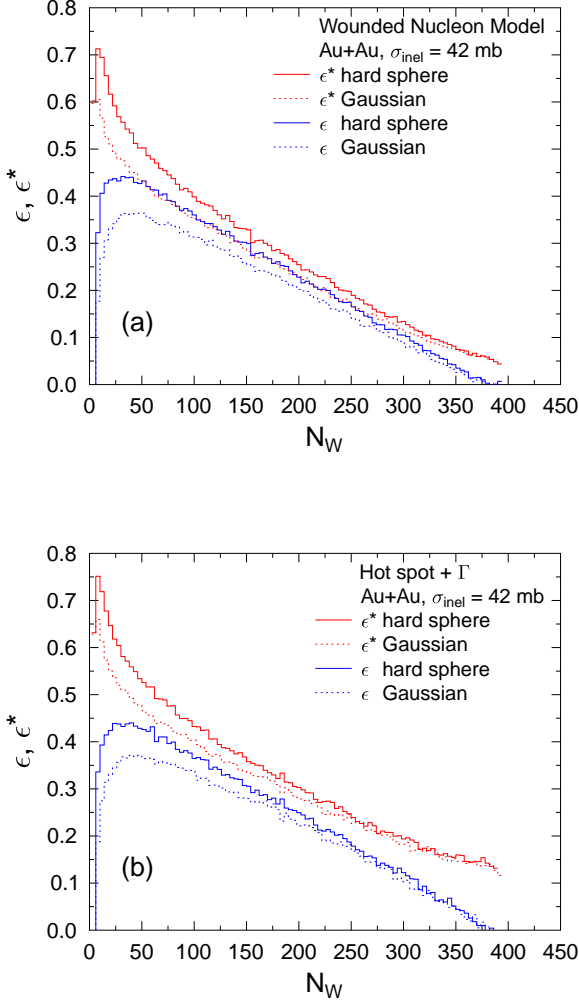 0.8
0.7
0.6
0.5
0.4
0.3
0.2
0.1
0.0
ϵ, ϵ*
Wounded Nucleon Model
Au+Au, σinel = 42 mb
ϵ* hard sphere
ϵ* Gaussian
ϵ hard sphere
ϵ Gaussian
(a)
0 50 100 150 200 250 300 350 400 450
NW
0.8
0.7
0.6
0.5
0.4
0.3
0.2
0.1
0.0
ϵ, ϵ*
Hot spot + Γ
Au+Au, σinel = 42 mb
ϵ* hard sphere
ϵ* Gaussian
ϵ hard sphere
ϵ Gaussian
(b)
0 50 100 150 200 250 300 350 400 450
NW